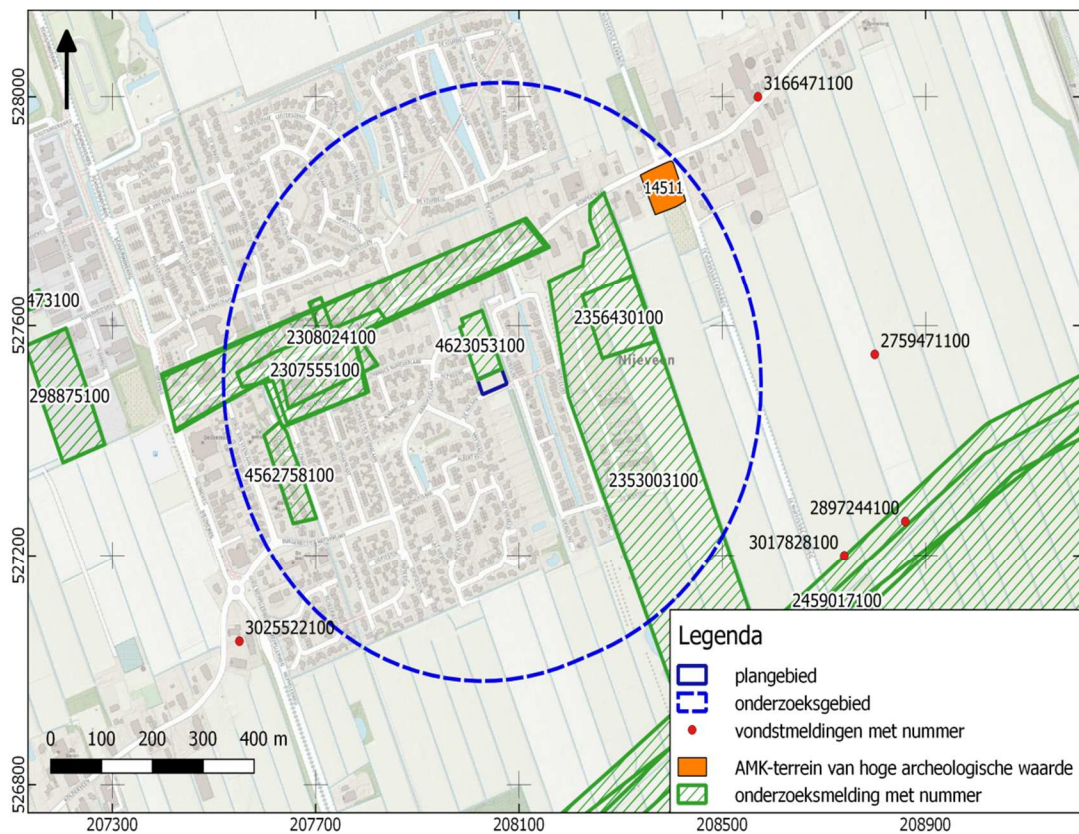 528000
3166471100
14511
473100
527600
2308024100
4623053100
2356430100
2759471100
2307555100
Nijeveen
298875100
4562758100
2353003100
2897244100
3017828100
527200
2459017100
3025522100
Legenda
plangebied
onderzoeksgebied
vondstmeldingen met nummer
0 100 200 300 400 m
AMK-terrein van hoge archeologische waarde
onderzoeksmelding met nummer
526800
207300 207700 208100 208500 208900